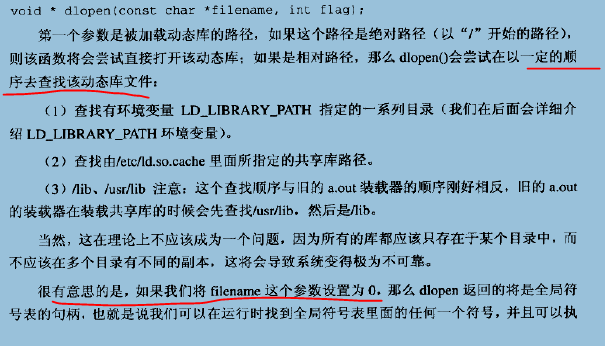 void * dlopen(const char *filename, int flag);
第一个参数是被加载动态库的路径，如果这个路径是绝对路径（以“/”开始的路径），
则该函数将会尝试直接打开该动态库；如果是相对路径，那么 dlopen()会尝试在以一定的顺
序去查找该动态库文件：
（1）查找有环境变量 LD_LIBRARY_PATH 指定的一系列目录（我们在后面会详细介
绍 LD_LIBRARY_PATH 环境变量）。
（2）查找由/etc/ld.so.cache 里面所指定的共享库路径。
（3）/lib、/usr/lib 注意：这个查找顺序与旧的 a.out 装载器的顺序刚好相反，旧的 a.out
的装载器在装载共享库的时候会先查找/usr/lib，然后是/lib。
当然，这在理论上不应该成为一个问题，因为所有的库都应该只存在于某个目录中，而
不应该在多个目录有不同的副本，这将会导致系统变得极为不可靠。
很有意思的是，如果我们将 filename 这个参数设置为 0，那么 dlopen 返回的将是全局符
号表的句柄，也就是说我们可以在运行时找到全局符号表里面的任何一个符号，并且可以执